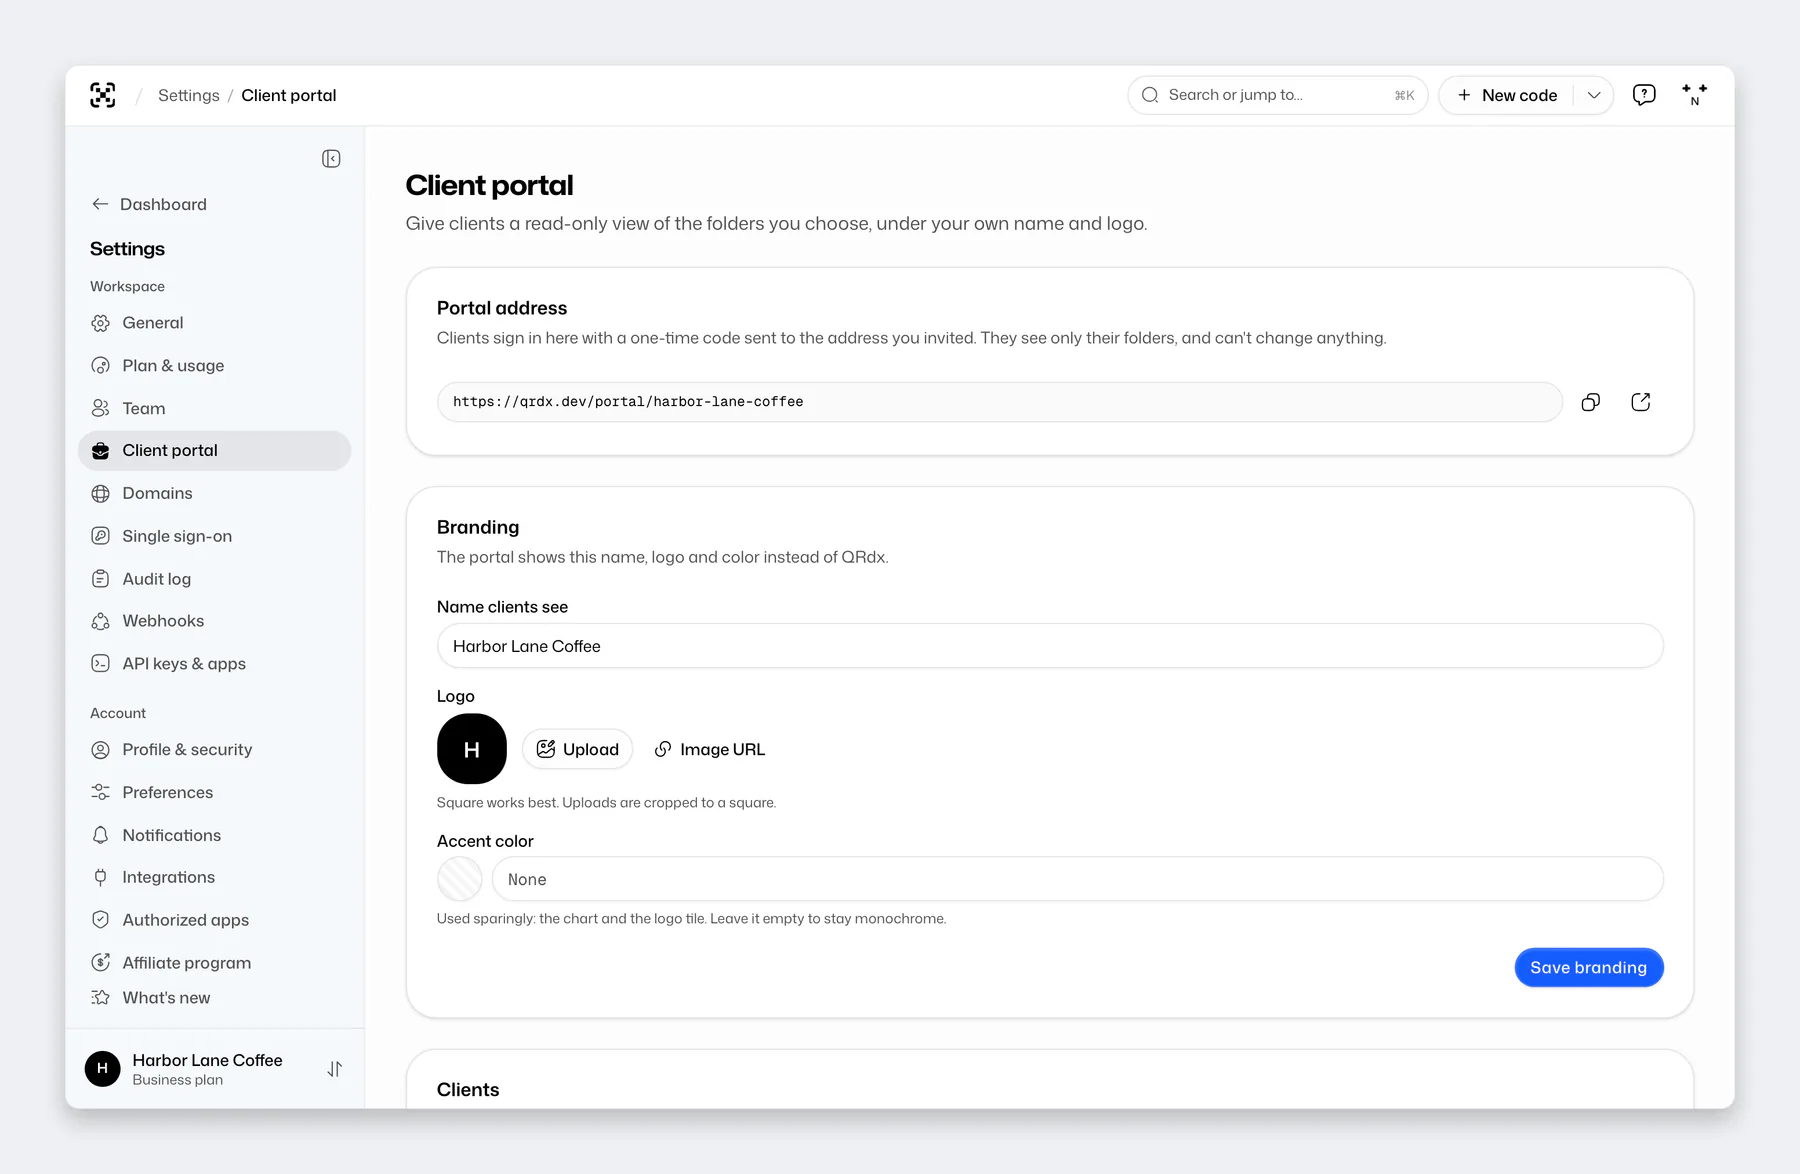 / Settings / Client portal
Search or jump to... ⌘K
+ New code
N
Dashboard
Settings
Workspace
General
Plan & usage
Team
Client portal
Domains
Single sign-on
Audit log
Webhooks
API keys & apps
Account
Profile & security
Preferences
Notifications
Integrations
Authorized apps
Affiliate program
What's new
H
Harbor Lane Coffee
Business plan
Client portal
Give clients a read-only view of the folders you choose, under your own name and logo.
Portal address
Clients sign in here with a one-time code sent to the address you invited. They see only their folders, and can't change anything.
https://qrdx.dev/portal/harbor-lane-coffee
Branding
The portal shows this name, logo and color instead of QRdx.
Name clients see
Harbor Lane Coffee
Logo
H
Upload
Image URL
Square works best. Uploads are cropped to a square.
Accent color
None
Used sparingly: the chart and the logo tile. Leave it empty to stay monochrome.
Save branding
Clients